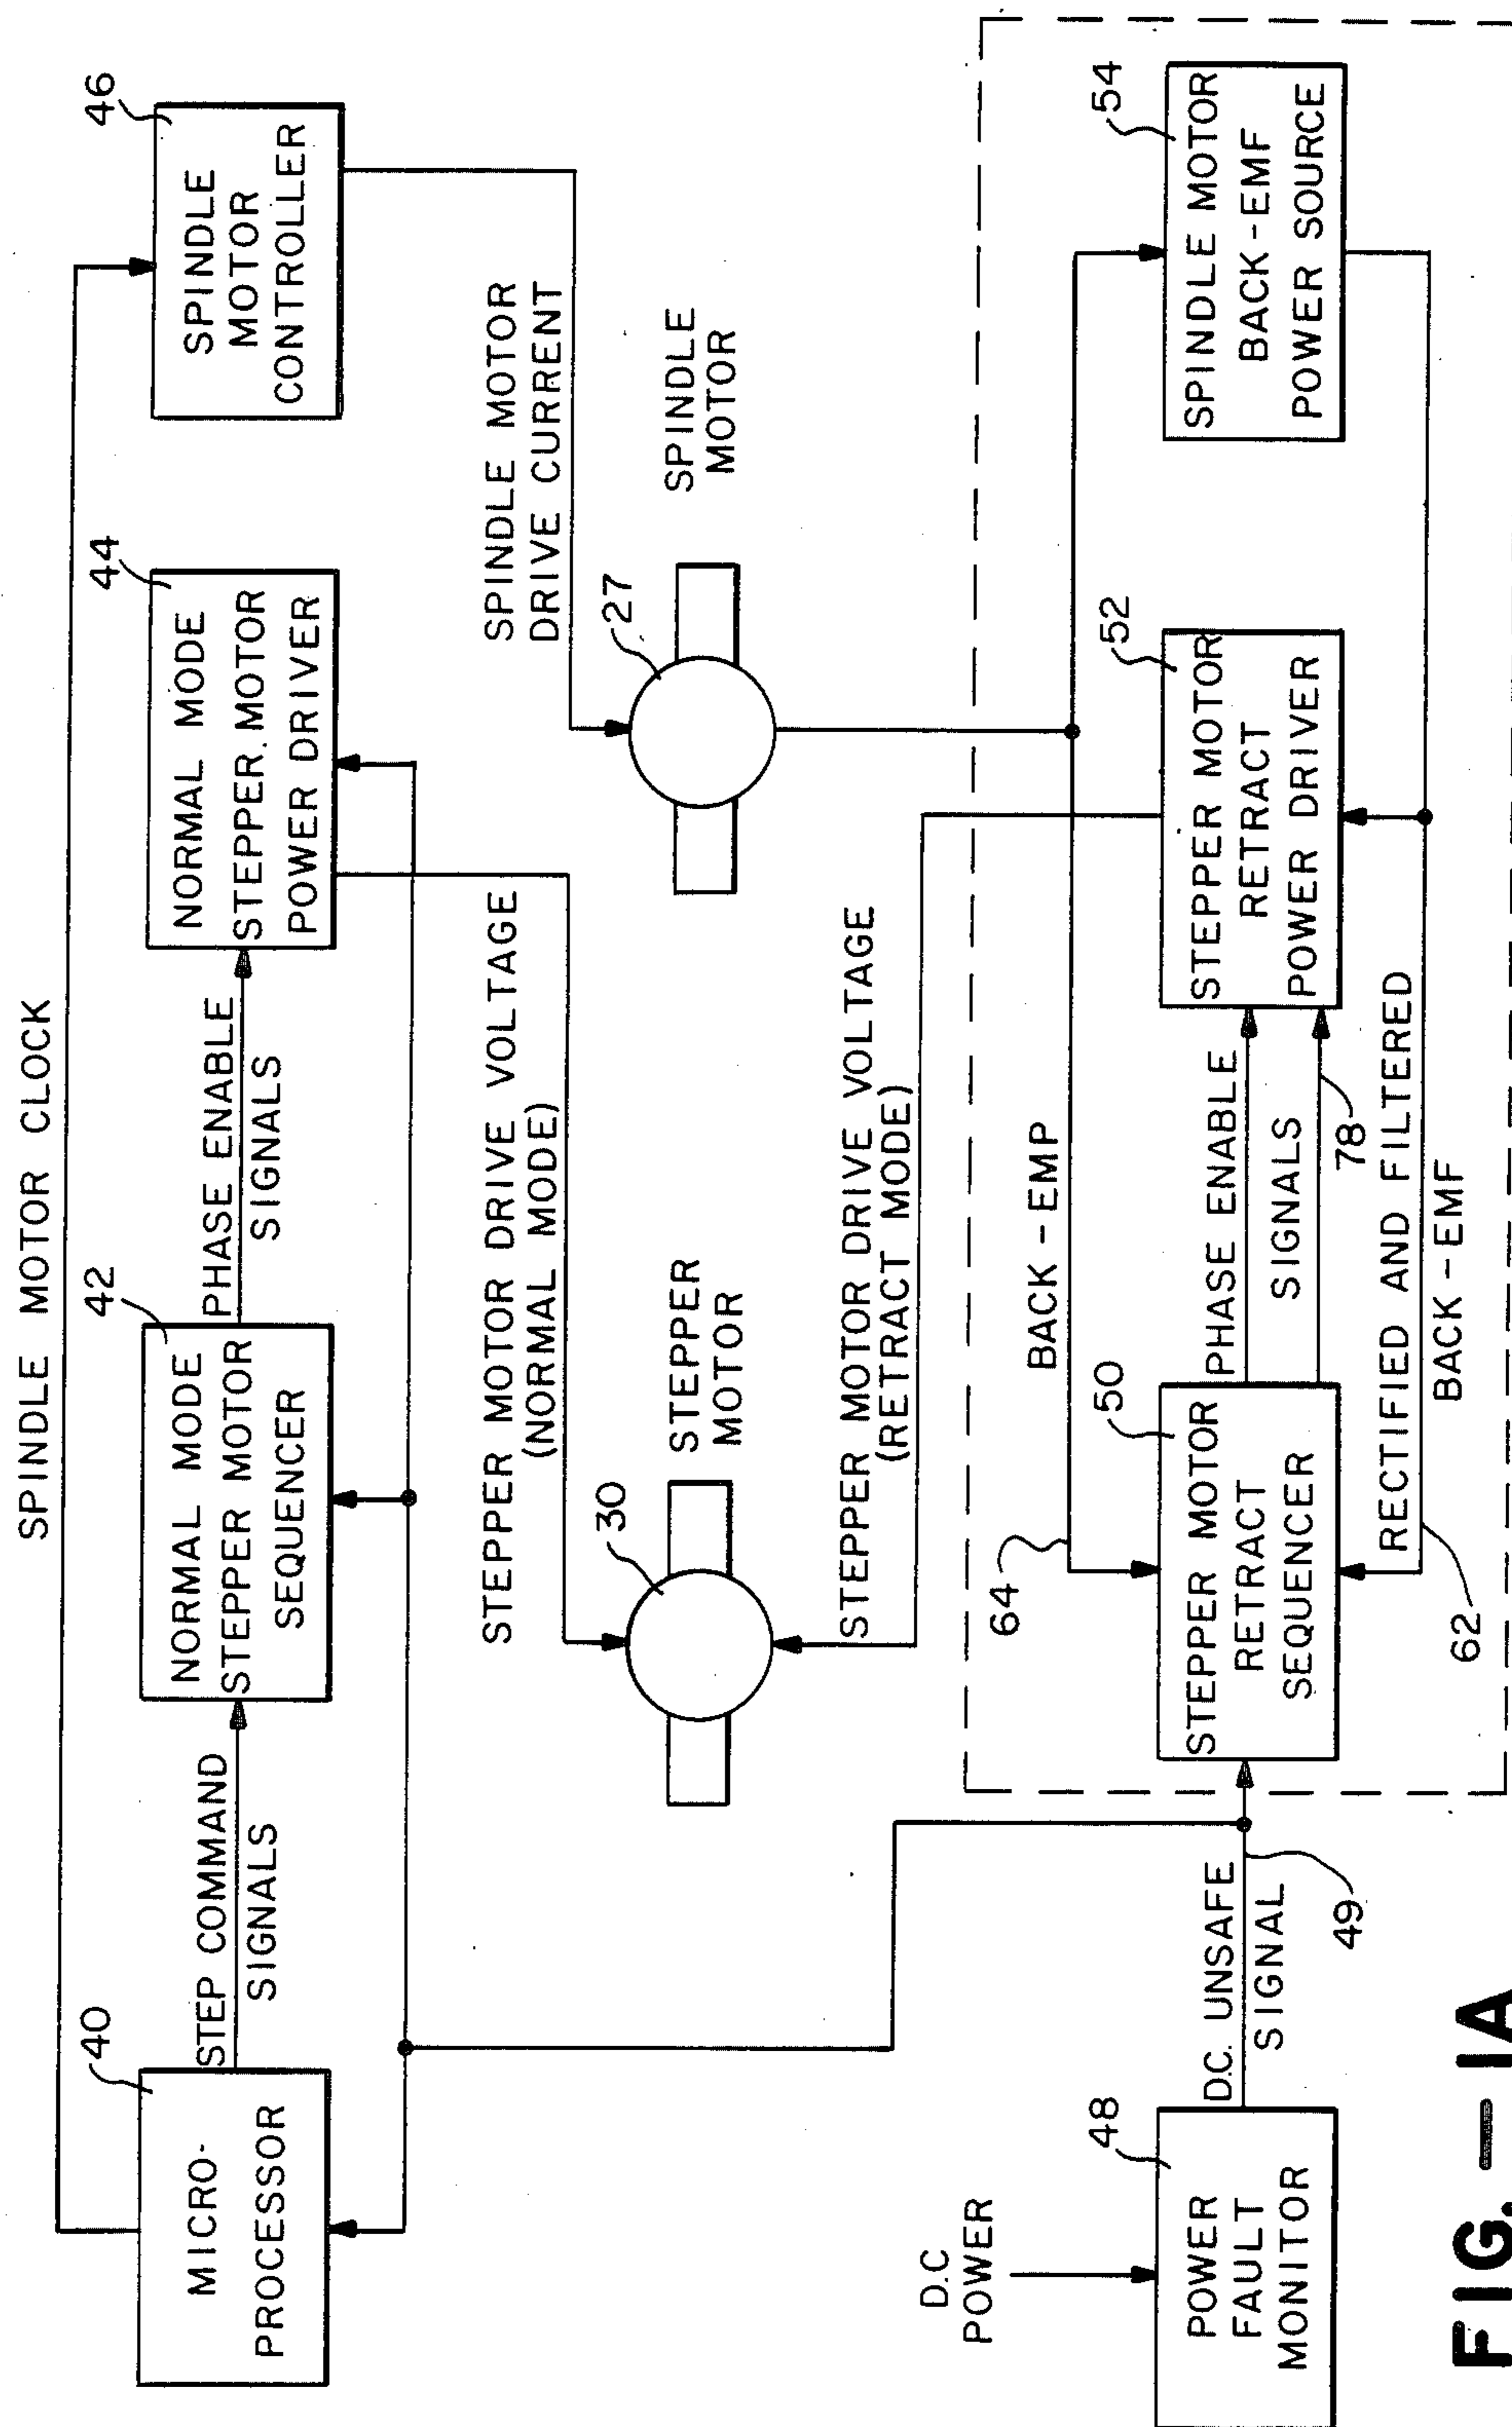 SPINDLE MOTOR CLOCK
40
MICRO-
PROCESSOR
STEP COMMAND
SIGNALS
42
NORMAL MODE
STEPPER MOTOR
SEQUENCER
PHASE ENABLE
SIGNALS
44
NORMAL MODE
STEPPER MOTOR
POWER DRIVER
46
SPINDLE
MOTOR
CONTROLLER
STEPPER MOTOR DRIVE VOLTAGE
(NORMAL MODE)
SPINDLE MOTOR
DRIVE CURRENT
30
STEPPER
MOTOR
27
SPINDLE
MOTOR
STEPPER MOTOR DRIVE VOLTAGE
(RETRACT MODE)
D.C
POWER
48
POWER
FAULT
MONITOR
D.C. UNSAFE
SIGNAL
49
64
BACK-EMP
50
STEPPER MOTOR
RETRACT
SEQUENCER
PHASE ENABLE
SIGNALS
78
52
STEPPER MOTOR
RETRACT
POWER DRIVER
54
SPINDLE MOTOR
BACK-EMF
POWER SOURCE
62
RECTIFIED AND FILTERED
BACK-EMF
FIG.—1A